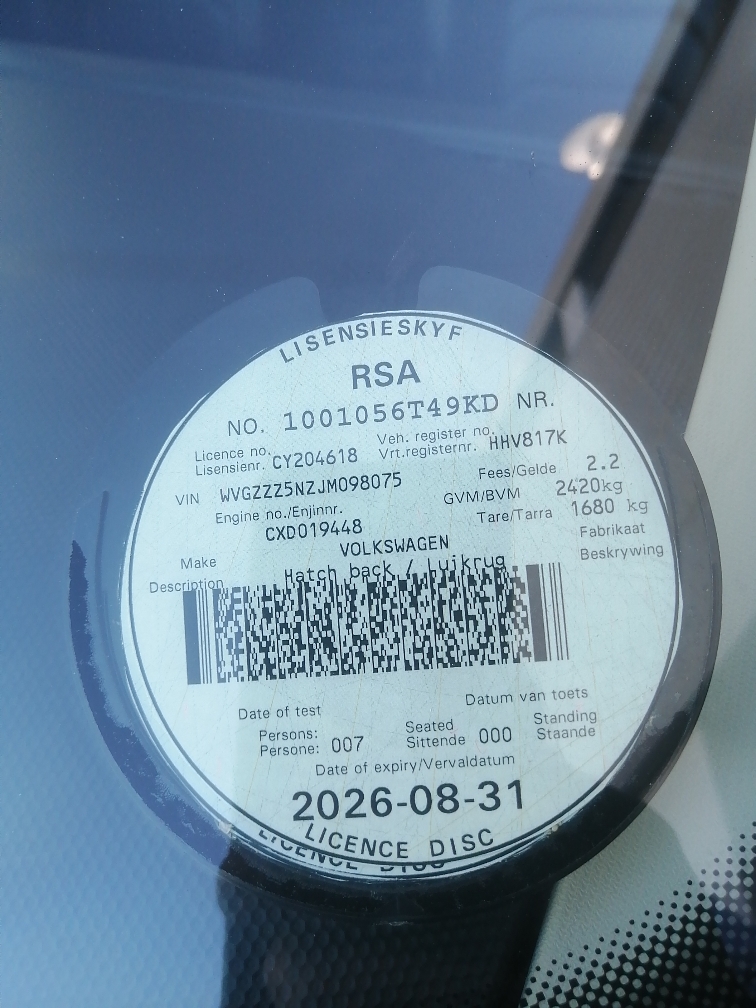 LISENSIESKYF
RSA
NO. 1001056T49KD NR.
Licence no.
Lisensienr. CY204618
Veh. register no.
Vrt.registernr. HHV817K
VIN WVGZZZ5NZJM098075
Fees/Gelde 2.2
Engine no./Enjinnr.
CXD019448
GVM/BVM 2420kg
Tare/Tarra 1680 kg
Make VOLKSWAGEN Fabrikaat
Description Hatch back / Luikrug Beskrywing
Date of test Datum van toets
Persons:
Persone: 007
Seated
Sittende 000
Standing
Staande
Date of expiry/Vervaldatum
2026-08-31
LICENCE DISC
LICENCE DISC